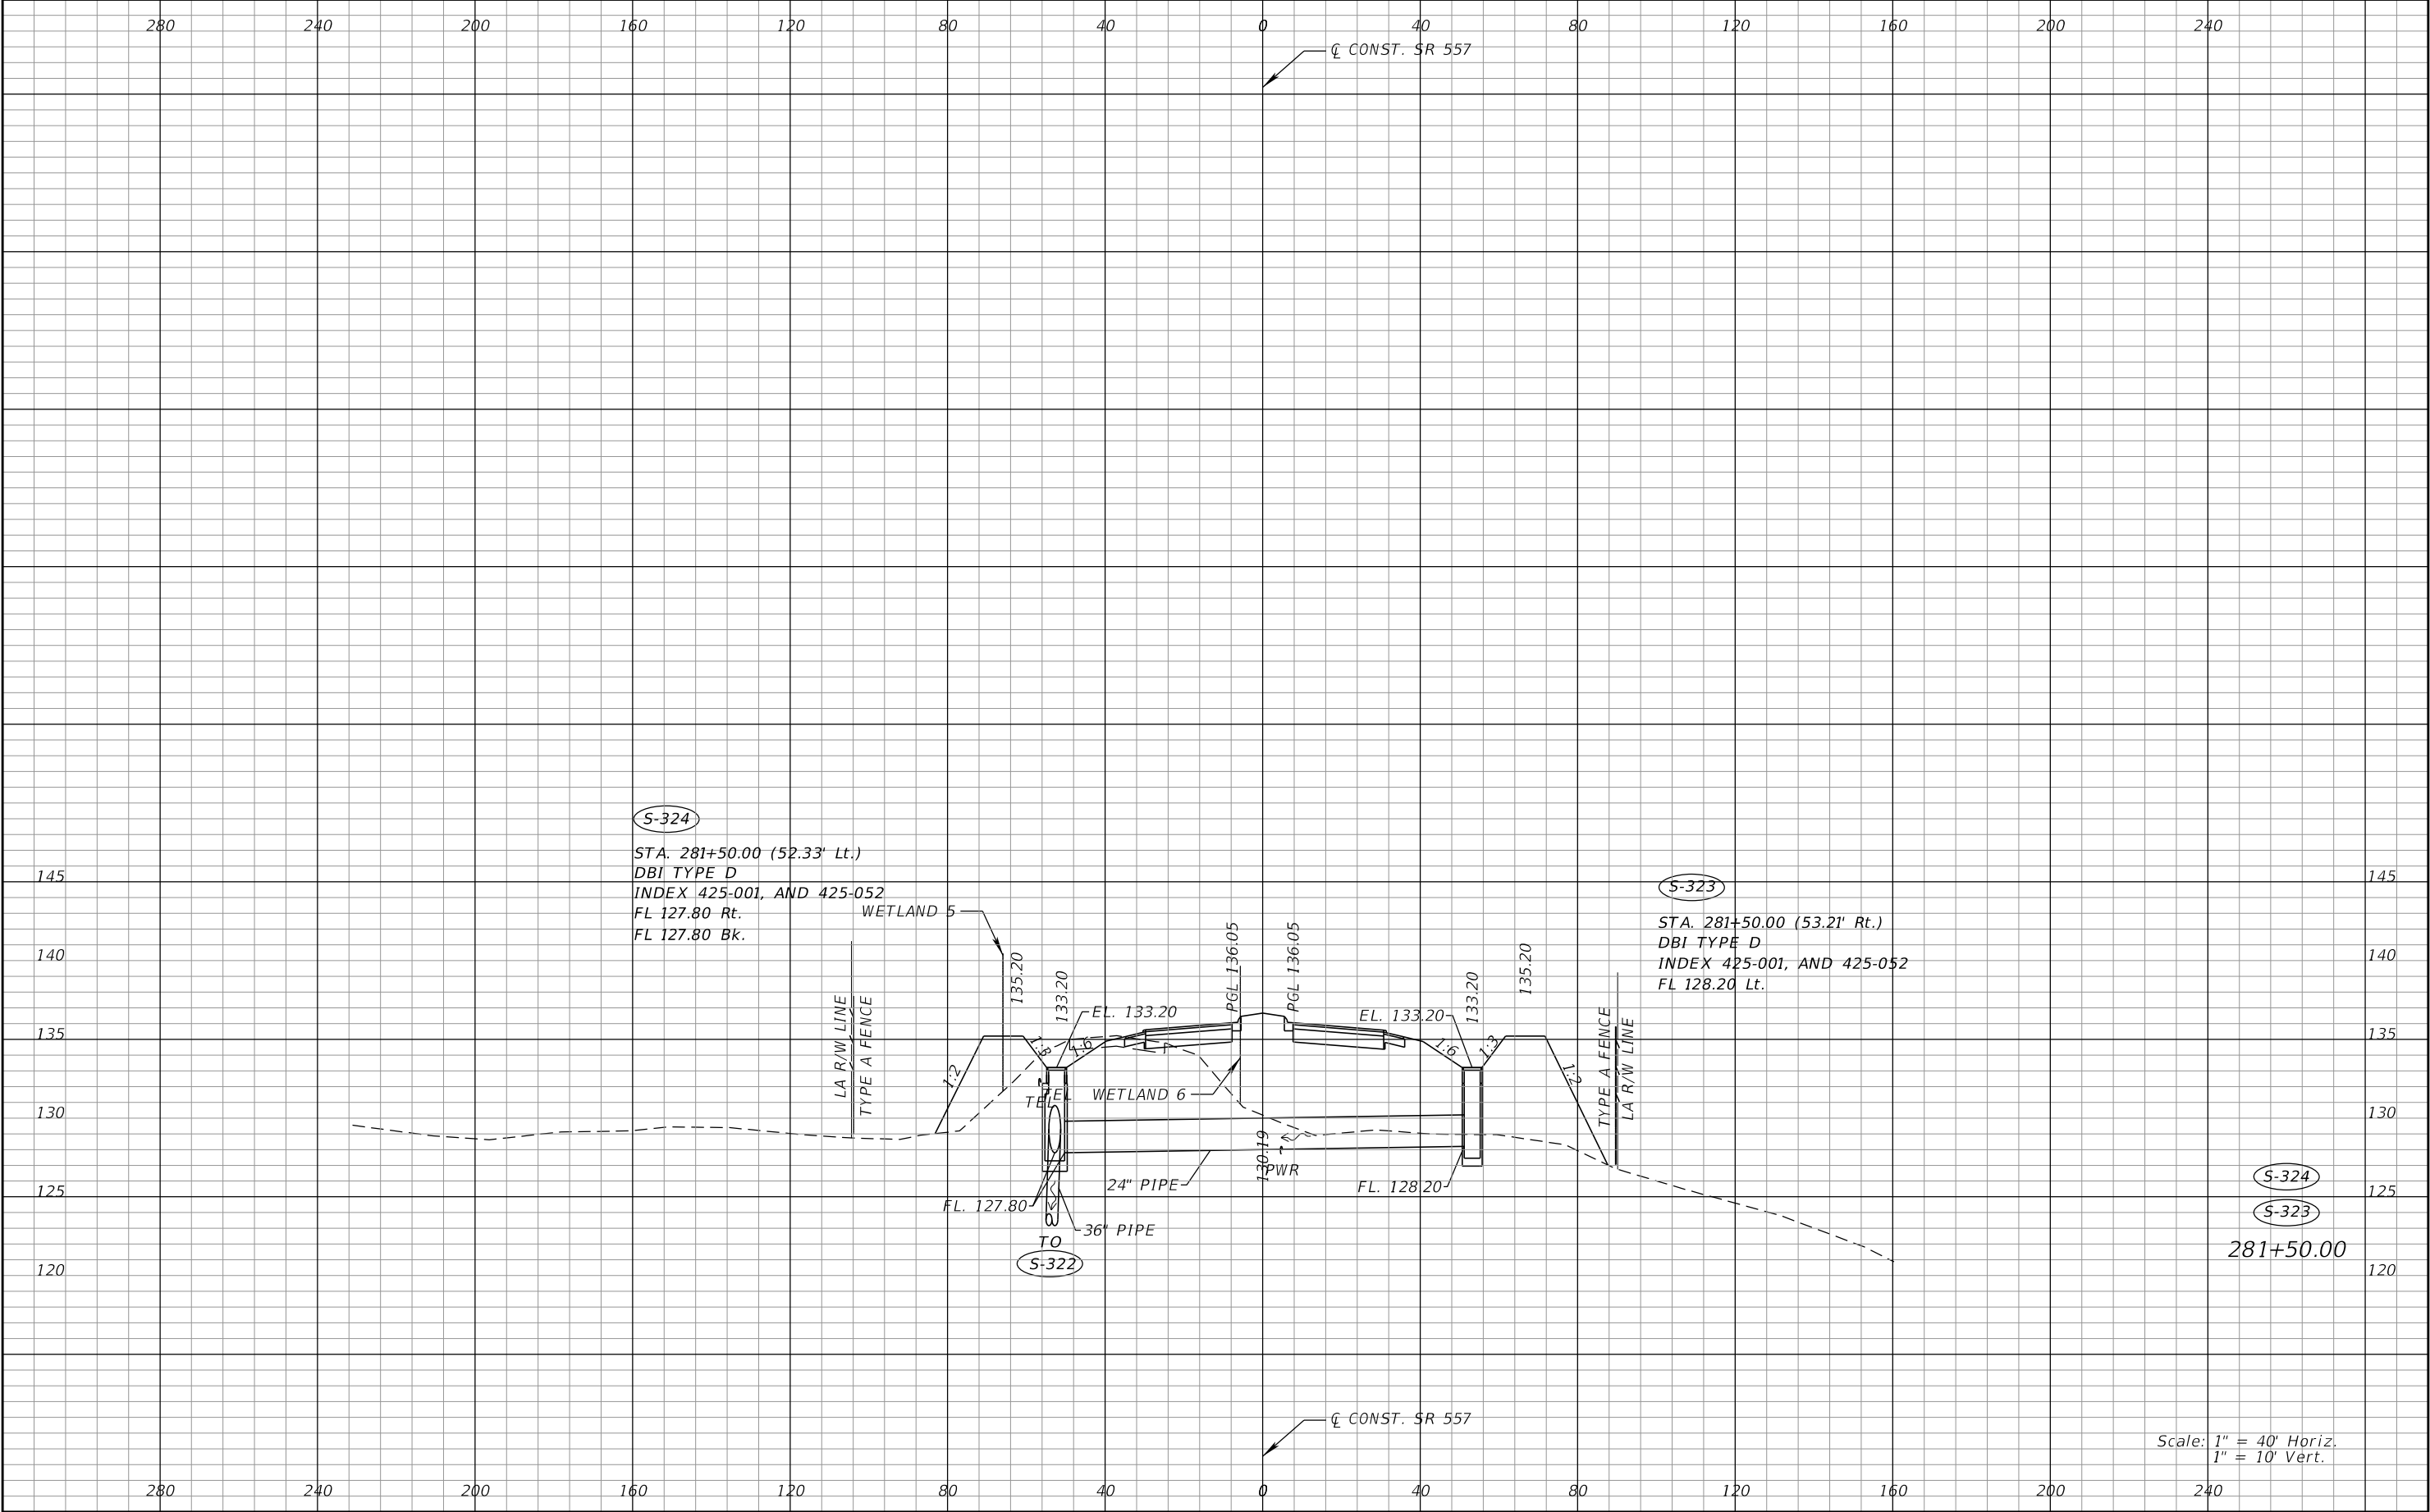 280 240 200 160 120 80 40 0 40 80 120 160 200 240
℄ CONST. SR 557
S-324
STA. 281+50.00 (52.33' Lt.)
DBI TYPE D
INDEX 425-001, AND 425-052
FL 127.80 Rt.
FL 127.80 Bk.
WETLAND 5
S-323
STA. 281+50.00 (53.21' Rt.)
DBI TYPE D
INDEX 425-001, AND 425-052
FL 128.20 Lt.
145
140
135
130
125
120
145
140
135
130
125
120
LA R/W LINE
TYPE A FENCE
1:2
135.20
1:3
133.20
EL. 133.20
1:6
TEL
TEL
WETLAND 6
PGL 136.05
PGL 136.05
EL. 133.20
1:6
133.20
1:3
135.20
1:2
TYPE A FENCE
LA R/W LINE
130.19
PWR
24" PIPE
FL. 128.20
FL. 127.80
36" PIPE
TO
S-322
S-324
S-323
281+50.00
℄ CONST. SR 557
Scale: 1" = 40' Horiz.
1" = 10' Vert.
280 240 200 160 120 80 40 0 40 80 120 160 200 240